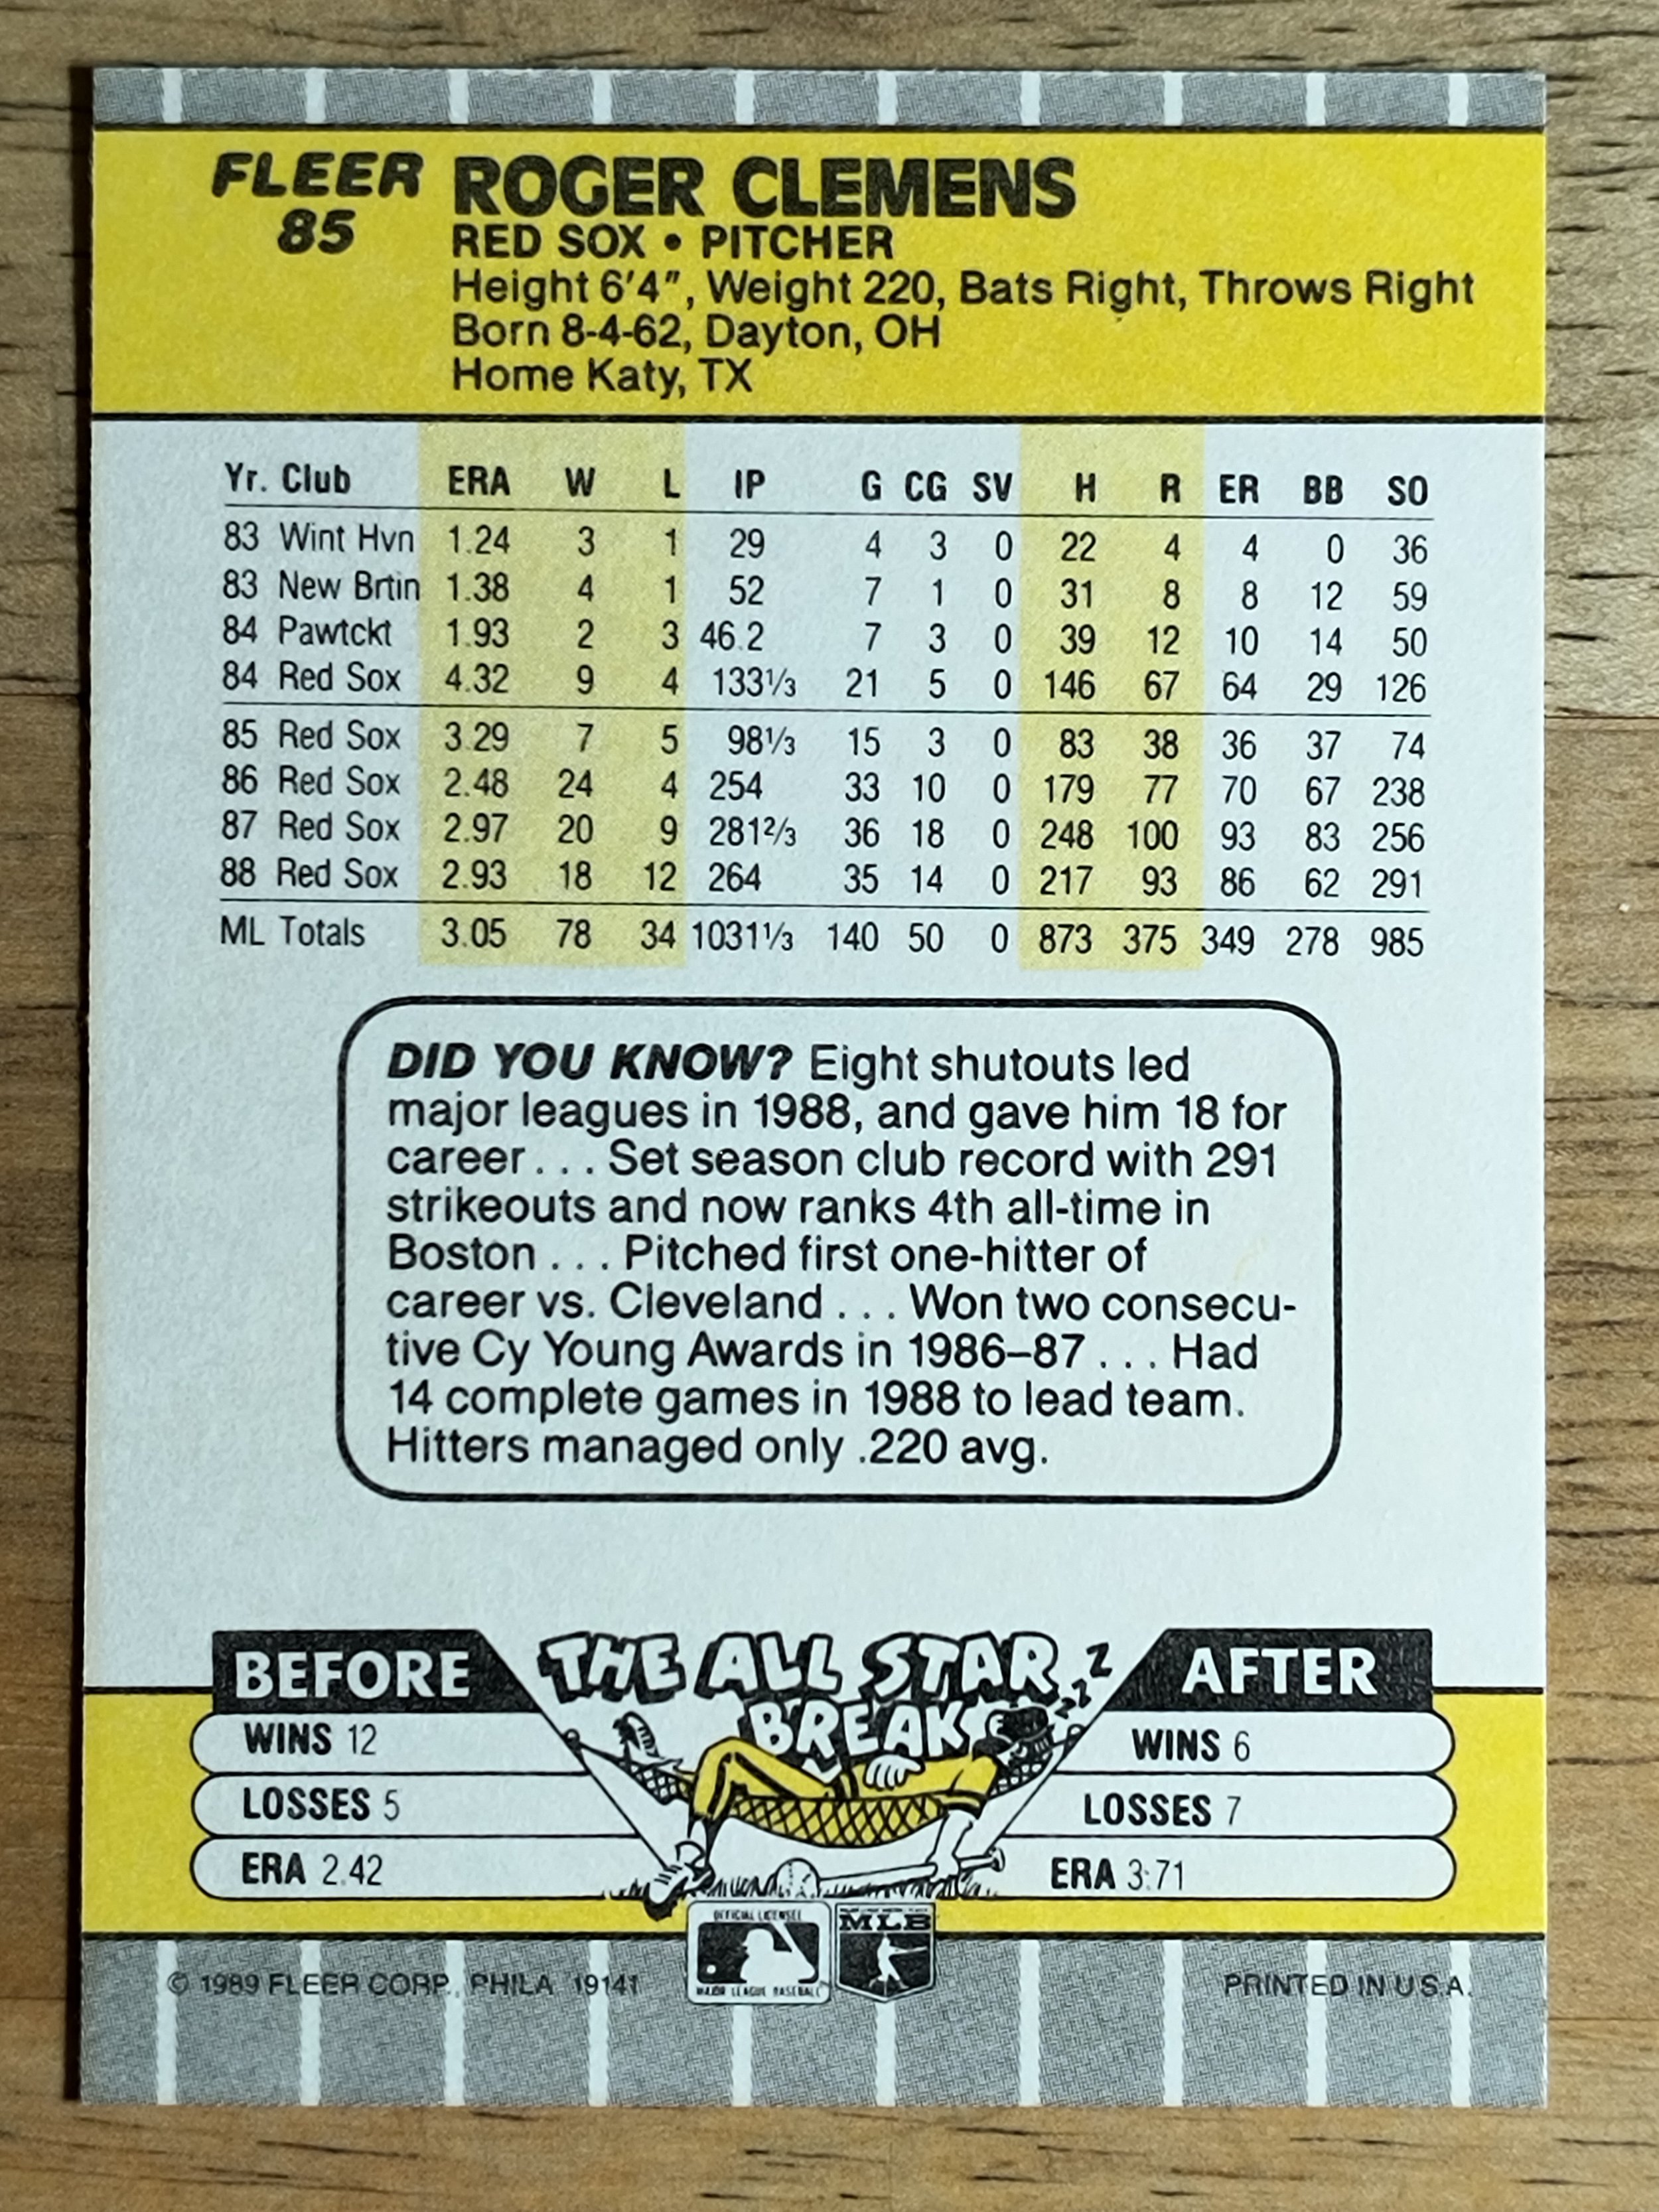 FLEER ROGER CLEMENS
85 RED SOX • PITCHER
Height 6'4", Weight 220, Bats Right, Throws Right
Born 8-4-62, Dayton, OH
Home Katy, TX
Yr. Club ERA W L IP G CG SV H R ER BB SO
83 Wint Hvn 1.24 3 1 29 4 3 0 22 4 4 0 36
83 New Brtin 1.38 4 1 52 7 1 0 31 8 8 12 59
84 Pawtckt 1.93 2 3 46.2 7 3 0 39 12 10 14 50
84 Red Sox 4.32 9 4 133⅓ 21 5 0 146 67 64 29 126
85 Red Sox 3.29 7 5 98⅓ 15 3 0 83 38 36 37 74
86 Red Sox 2.48 24 4 254 33 10 0 179 77 70 67 238
87 Red Sox 2.97 20 9 281⅔ 36 18 0 248 100 93 83 256
88 Red Sox 2.93 18 12 264 35 14 0 217 93 86 62 291
ML Totals 3.05 78 34 1031⅓ 140 50 0 873 375 349 278 985
DID YOU KNOW? Eight shutouts led
major leagues in 1988, and gave him 18 for
career . . . Set season club record with 291
strikeouts and now ranks 4th all-time in
Boston . . . Pitched first one-hitter of
career vs. Cleveland . . . Won two consecu-
tive Cy Young Awards in 1986–87 . . . Had
14 complete games in 1988 to lead team.
Hitters managed only .220 avg.
BEFORE THE ALL STAR BREAK zzzZ AFTER
WINS 12 WINS 6
LOSSES 5 LOSSES 7
ERA 2.42 ERA 3.71
OFFICIAL LICENSEE
MAJOR LEAGUE BASEBALL
MLB
© 1989 FLEER CORP., PHILA 19141 PRINTED IN U.S.A.